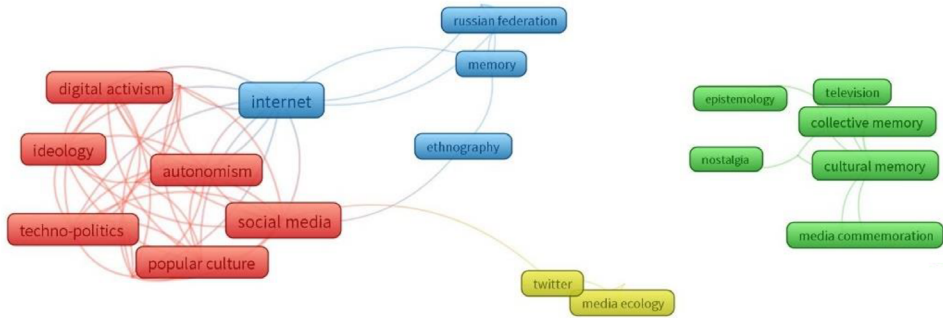 russian federation
memory
digital activism
internet
television
epistemology
collective memory
ideology
ethnography
autonomism
nostalgia
cultural memory
social media
techno-politics
media commemoration
popular culture
twitter
media ecology